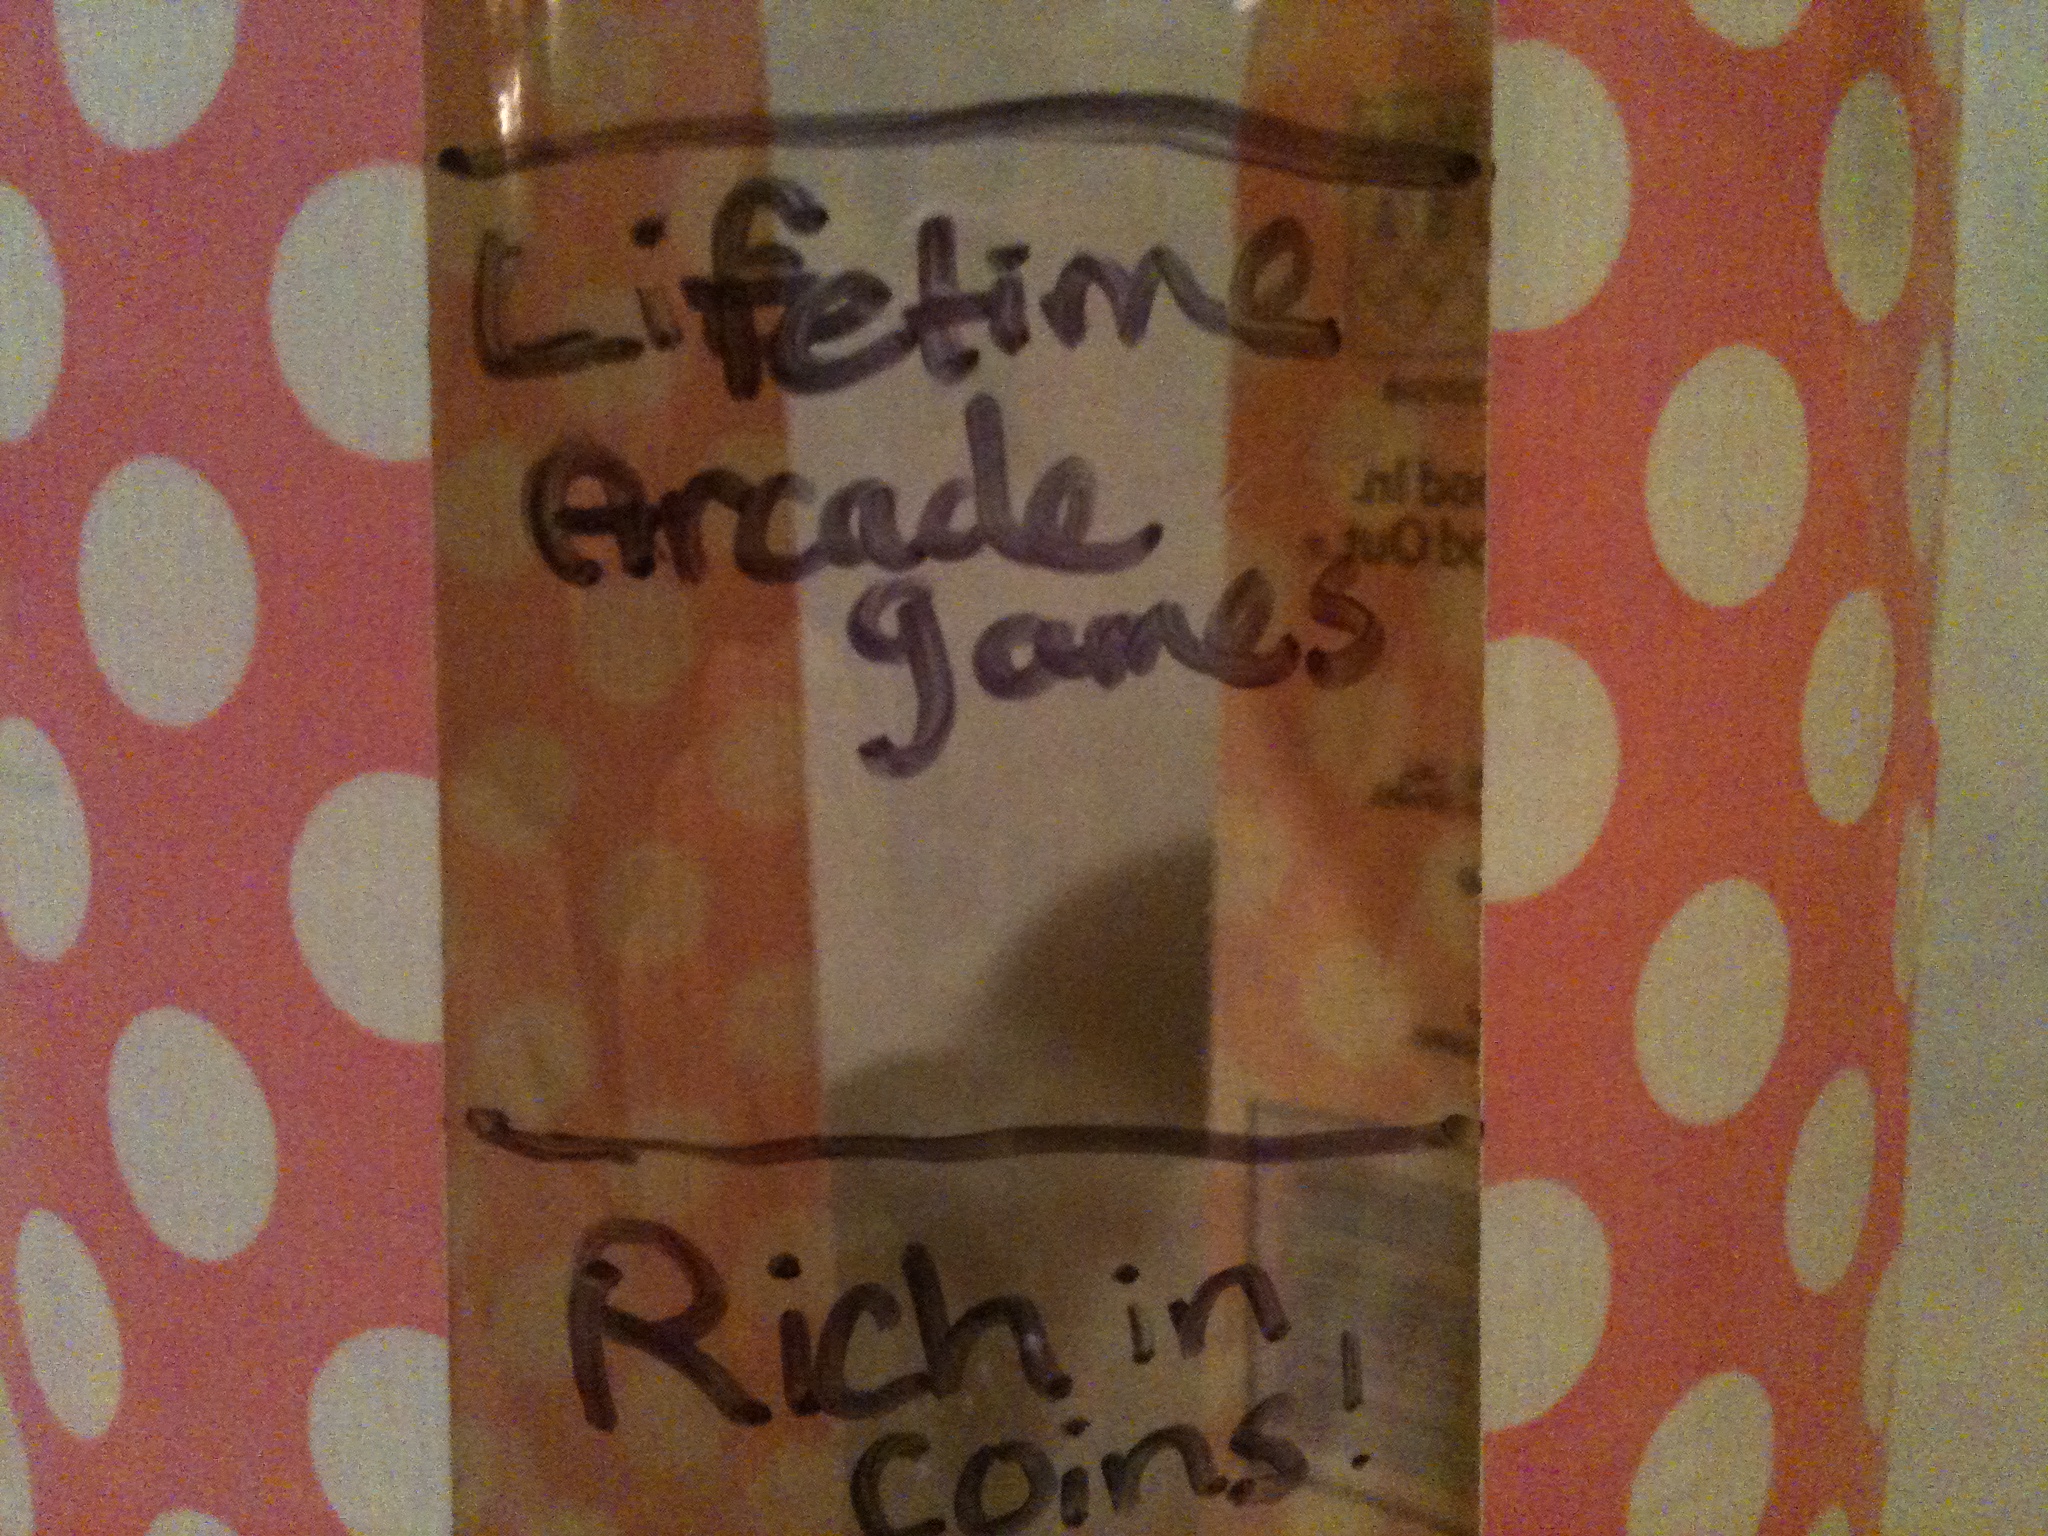 Lifetime
Arcade
games
Rich in
coins!